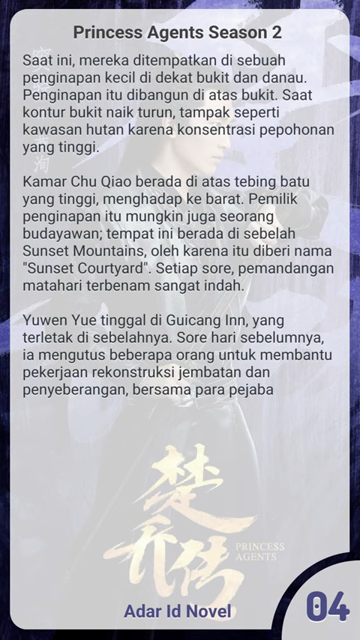 Princess Agents Season 2
Saat ini, mereka ditempatkan di sebuah
penginapan kecil di dekat bukit dan danau.
Penginapan itu dibangun di atas bukit. Saat
kontur bukit naik turun, tampak seperti
kawasan hutan karena konsentrasi pepohonan
yang tinggi.
Kamar Chu Qiao berada di atas tebing batu
yang tinggi, menghadap ke barat. Pemilik
penginapan itu mungkin juga seorang
budayawan; tempat ini berada di sebelah
Sunset Mountains, oleh karena itu diberi nama
"Sunset Courtyard". Setiap sore, pemandangan
matahari terbenam sangat indah.
Yuwen Yue tinggal di Guicang Inn, yang
terletak di sebelahnya. Sore hari sebelumnya,
ia mengutus beberapa orang untuk membantu
pekerjaan rekonstruksi jembatan dan
penyeberangan, bersama para pejaba
楚乔传
PRINCESS
AGENTS
Adar Id Novel
04